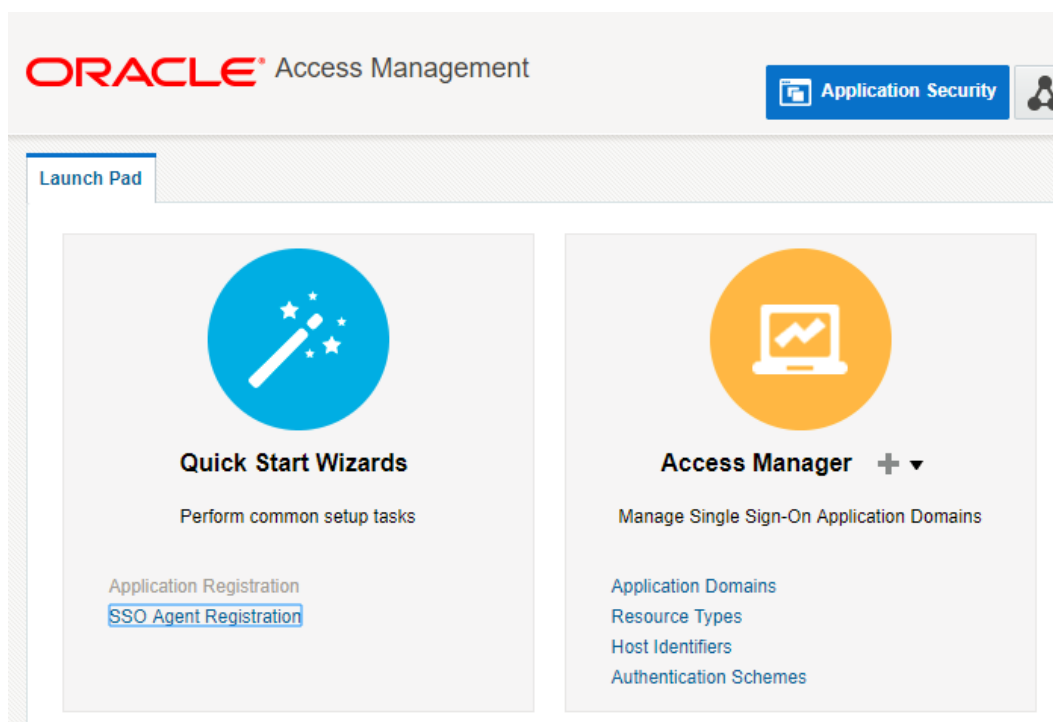 ORACLE® Access Management
Application Security
Launch Pad
Quick Start Wizards
Perform common setup tasks
Application Registration
SSO Agent Registration
Access Manager
Manage Single Sign-On Application Domains
Application Domains
Resource Types
Host Identifiers
Authentication Schemes